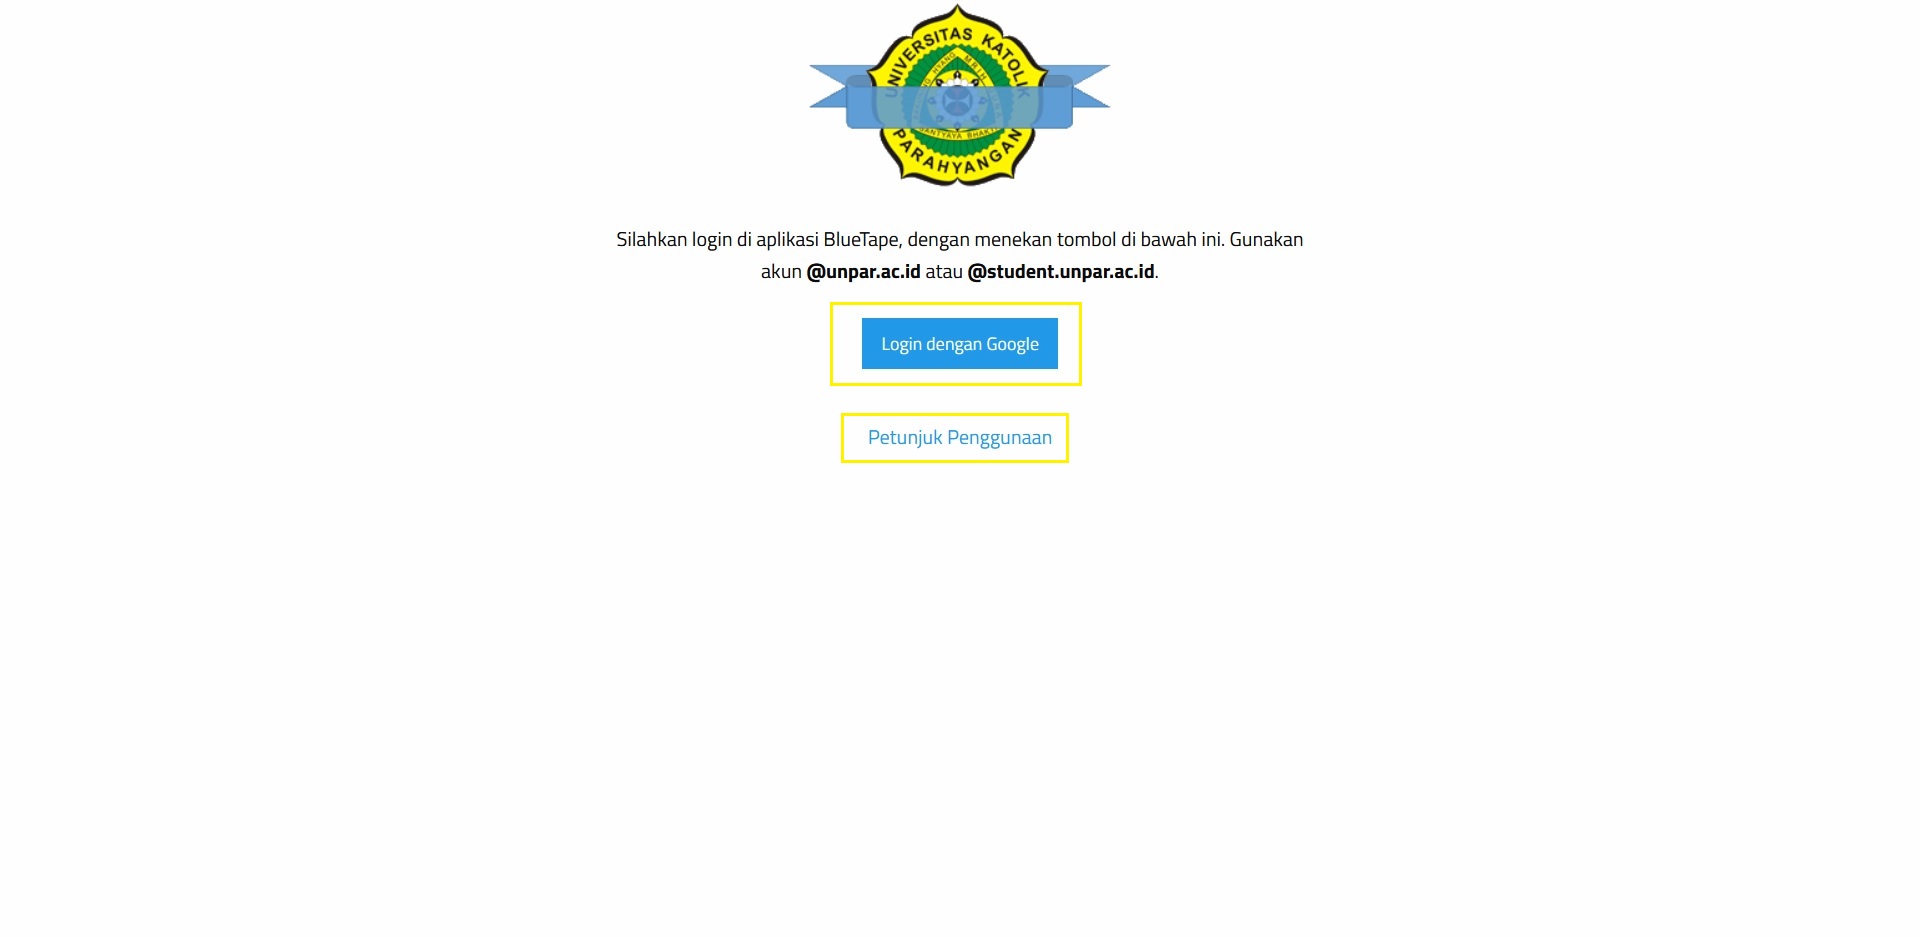 UNIVERSITAS KATOLIK
PARAHYANGAN
Silahkan login di aplikasi BlueTape, dengan menekan tombol di bawah ini. Gunakan
akun @unpar.ac.id atau @student.unpar.ac.id.
Login dengan Google
Petunjuk Penggunaan